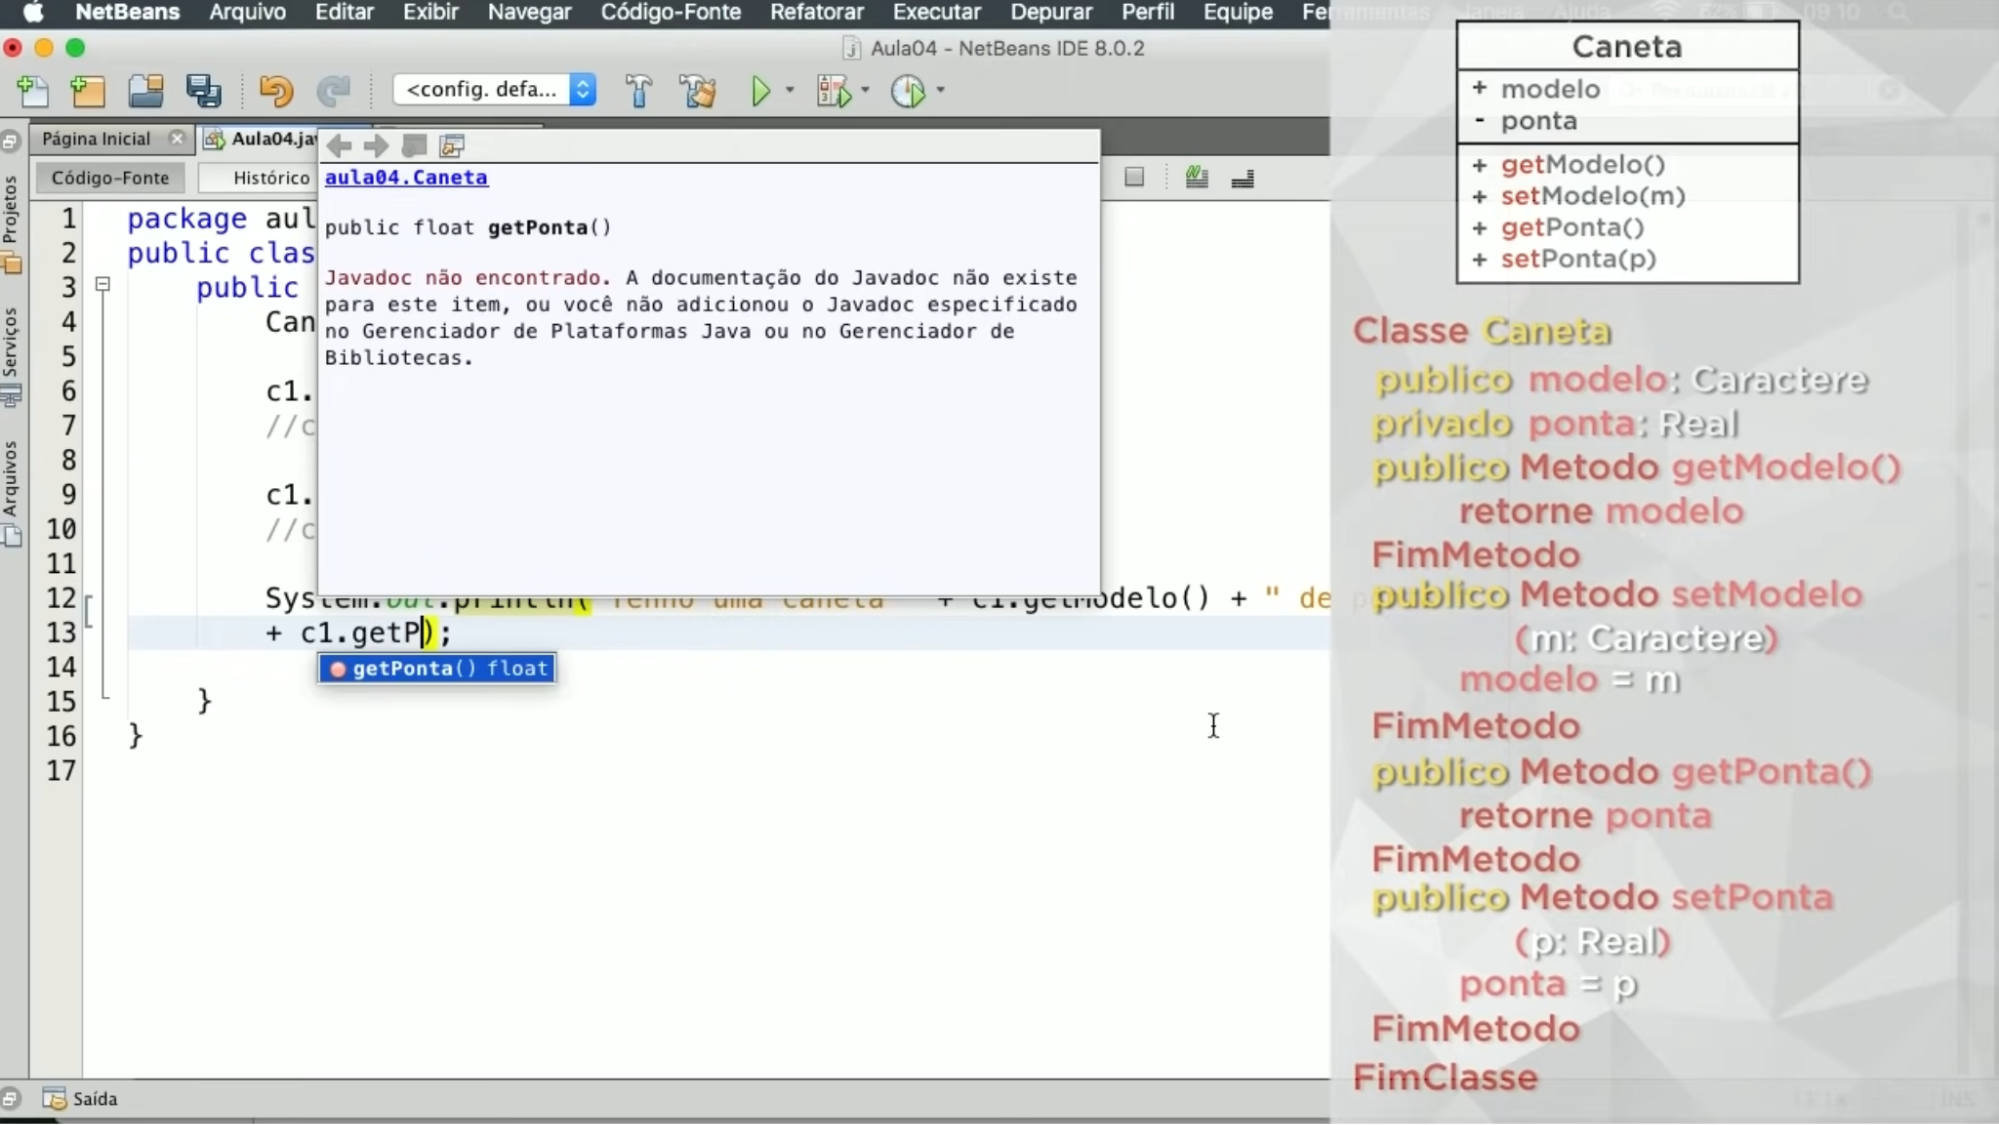 NetBeans Arquivo Editar Exibir Navegar Código-Fonte Refatorar Executar Depurar Perfil Equipe Ferramentas Janela Ajuda
Aula04 - NetBeans IDE 8.0.2
<config. defa...
Página Inicial
Aula04.jav
Código-Fonte
Histórico
Projetos
Serviços
Arquivos
aula04.Caneta
public float getPonta()
Javadoc não encontrado. A documentação do Javadoc não existe
para este item, ou você não adicionou o Javadoc especificado
no Gerenciador de Plataformas Java ou no Gerenciador de
Bibliotecas.
1 package aul
2 public clas
3 public
4 Can
5
6 c1.
7 //c
8
9 c1.
10 //c
11
12 System.out.println("Tenho uma caneta " + c1.getModelo() + " de
13 + c1.getP);
getPonta() float
14
15 }
16 }
17
Saída
Caneta
+ modelo
- ponta
+ getModelo()
+ setModelo(m)
+ getPonta()
+ setPonta(p)
Classe Caneta
publico modelo: Caractere
privado ponta: Real
publico Metodo getModelo()
retorne modelo
FimMetodo
publico Metodo setModelo
(m: Caractere)
modelo = m
FimMetodo
publico Metodo getPonta()
retorne ponta
FimMetodo
publico Metodo setPonta
(p: Real)
ponta = p
FimMetodo
FimClasse